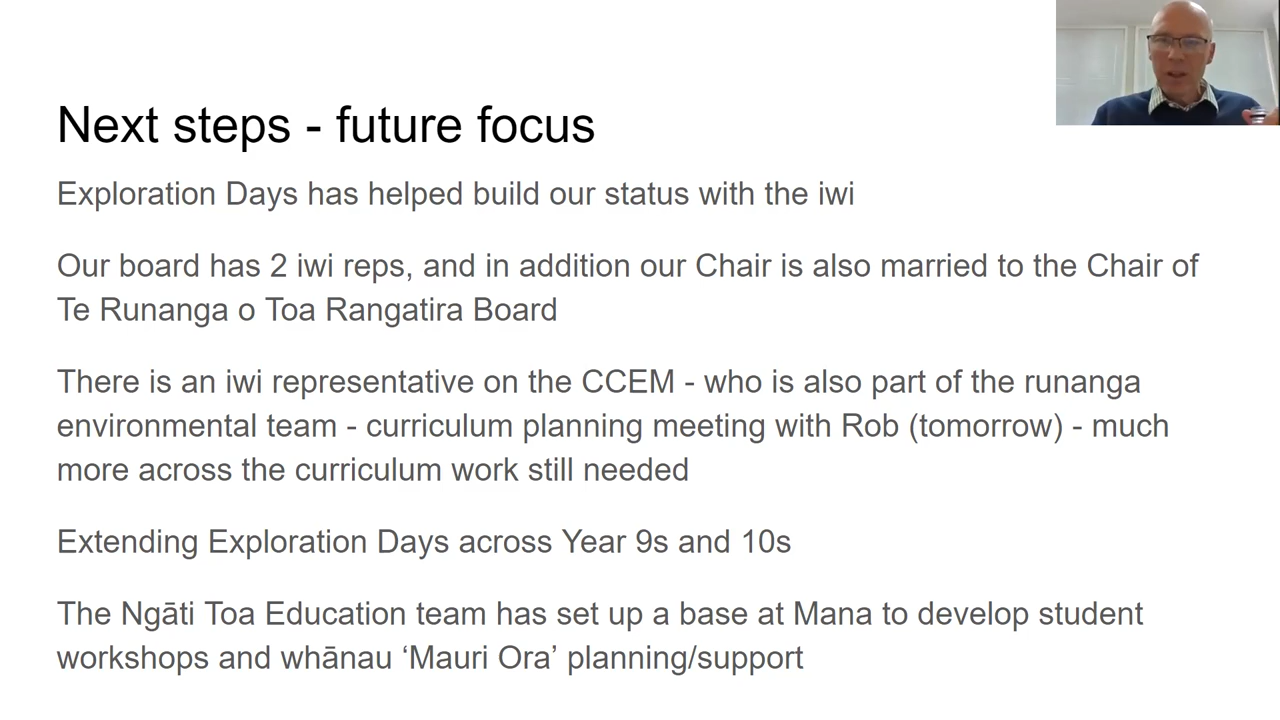 Next steps - future focus
Exploration Days has helped build our status with the iwi
Our board has 2 iwi reps, and in addition our Chair is also married to the Chair of
Te Runanga o Toa Rangatira Board
There is an iwi representative on the CCEM - who is also part of the runanga
environmental team - curriculum planning meeting with Rob (tomorrow) - much
more across the curriculum work still needed
Extending Exploration Days across Year 9s and 10s
The Ngāti Toa Education team has set up a base at Mana to develop student
workshops and whānau ‘Mauri Ora’ planning/support